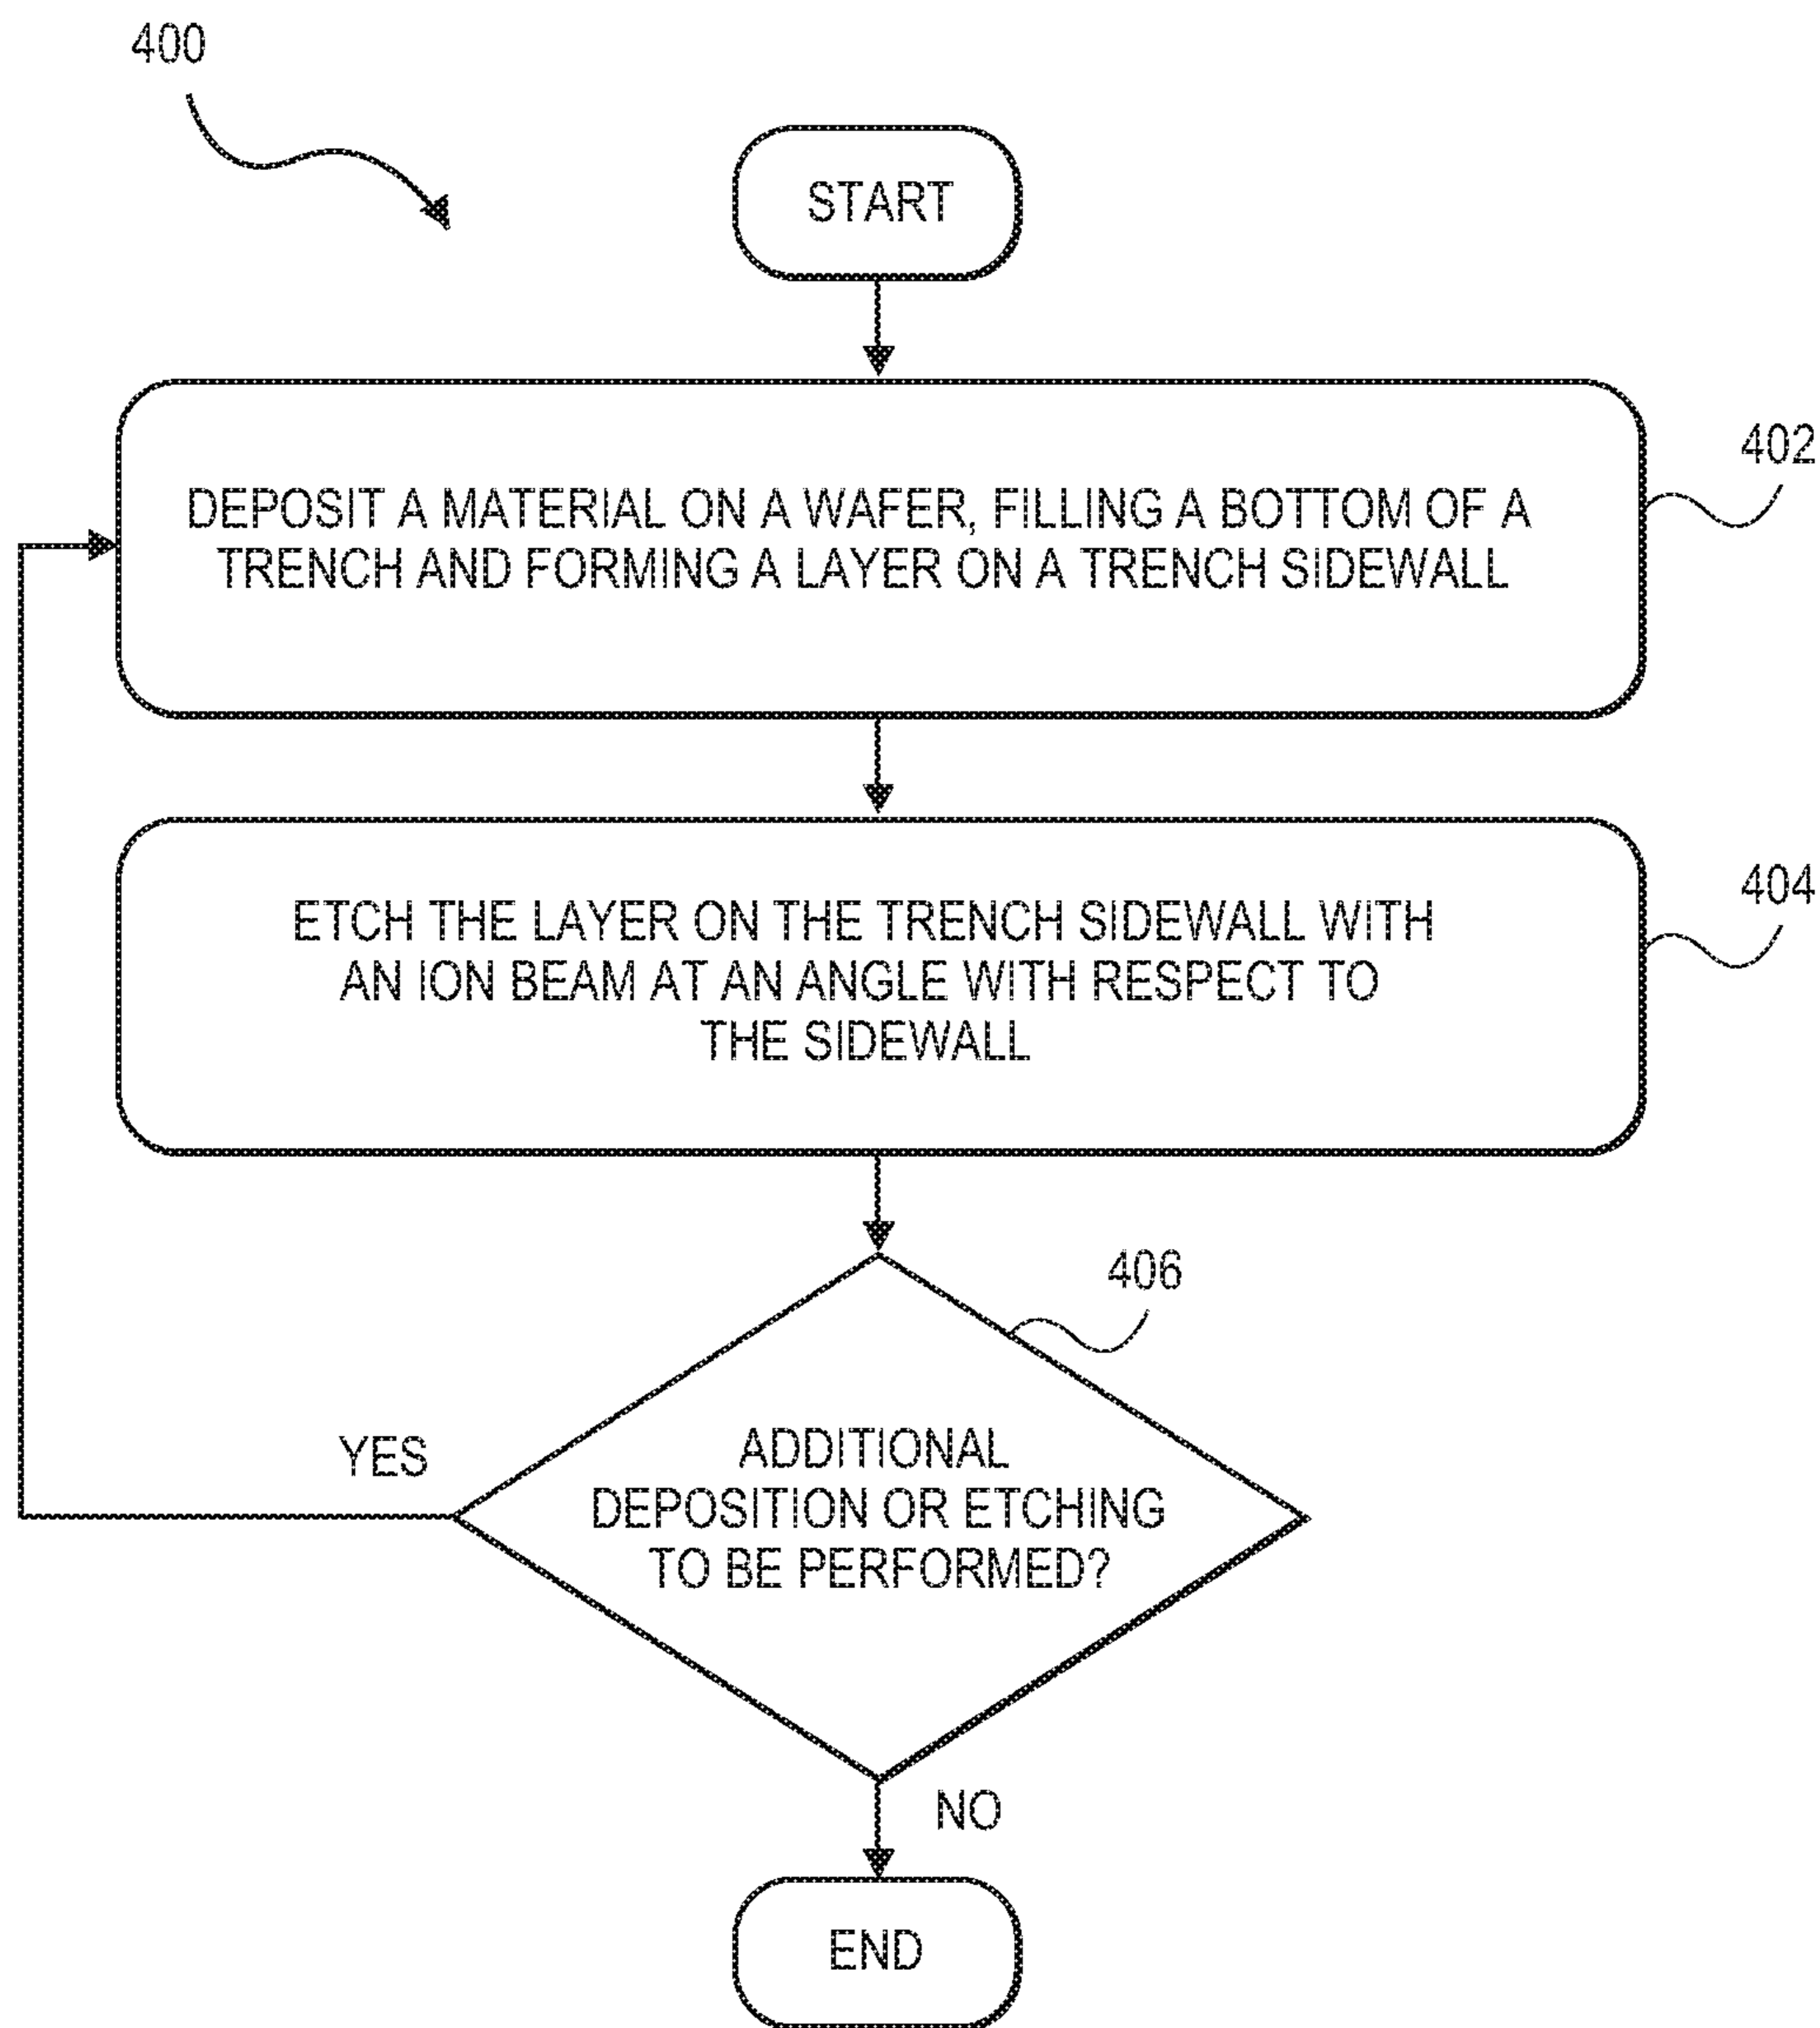 400
START
402
DEPOSIT A MATERIAL ON A WAFER, FILLING A BOTTOM OF A
TRENCH AND FORMING A LAYER ON A TRENCH SIDEWALL
404
ETCH THE LAYER ON THE TRENCH SIDEWALL WITH
AN ION BEAM AT AN ANGLE WITH RESPECT TO
THE SIDEWALL
406
YES
ADDITIONAL
DEPOSITION OR ETCHING
TO BE PERFORMED?
NO
END